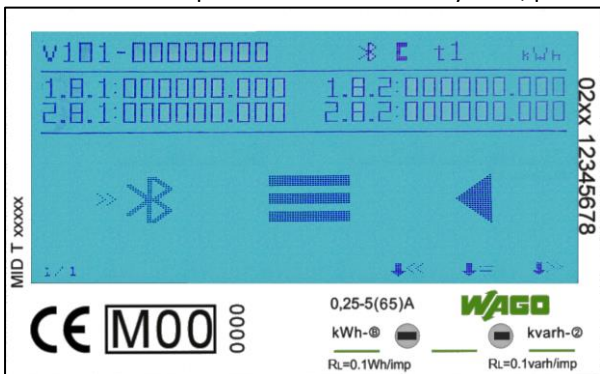 v101-00000000 C t1 kWh
1.8.1:000000.000 1.8.2:000000.000
2.8.1:000000.000 2.8.2:000000.000
>>
1/1 << = >>
MID T xxxxx
02xx 12345678
CE M00 0000
0,25-5(65)A WAGO
kWh-① kvarh-②
RL=0.1Wh/imp RL=0.1varh/imp